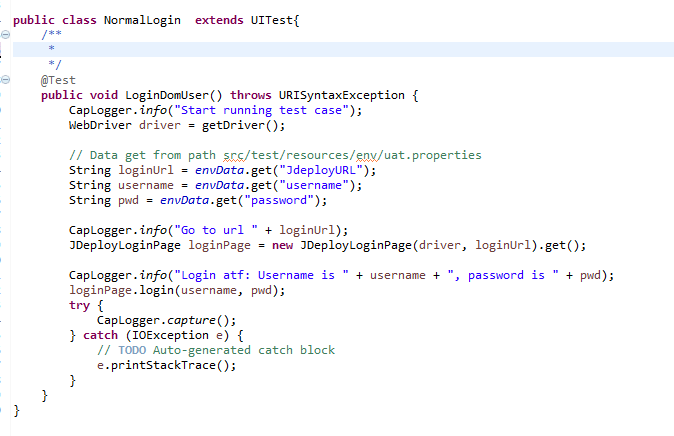 public class NormalLogin  extends UITest{
    /**
     *
     */
    @Test
    public void LoginDomUser() throws URISyntaxException {
        CapLogger.info("Start running test case");
        WebDriver driver = getDriver();

        // Data get from path src/test/resources/env/uat.properties
        String loginUrl = envData.get("JdeployURL");
        String username = envData.get("username");
        String pwd = envData.get("password");

        CapLogger.info("Go to url " + loginUrl);
        JDeployLoginPage loginPage = new JDeployLoginPage(driver, loginUrl).get();

        CapLogger.info("Login atf: Username is " + username + ", password is " + pwd);
        loginPage.login(username, pwd);
        try {
            CapLogger.capture();
        } catch (IOException e) {
            // TODO Auto-generated catch block
            e.printStackTrace();
        }
    }
}